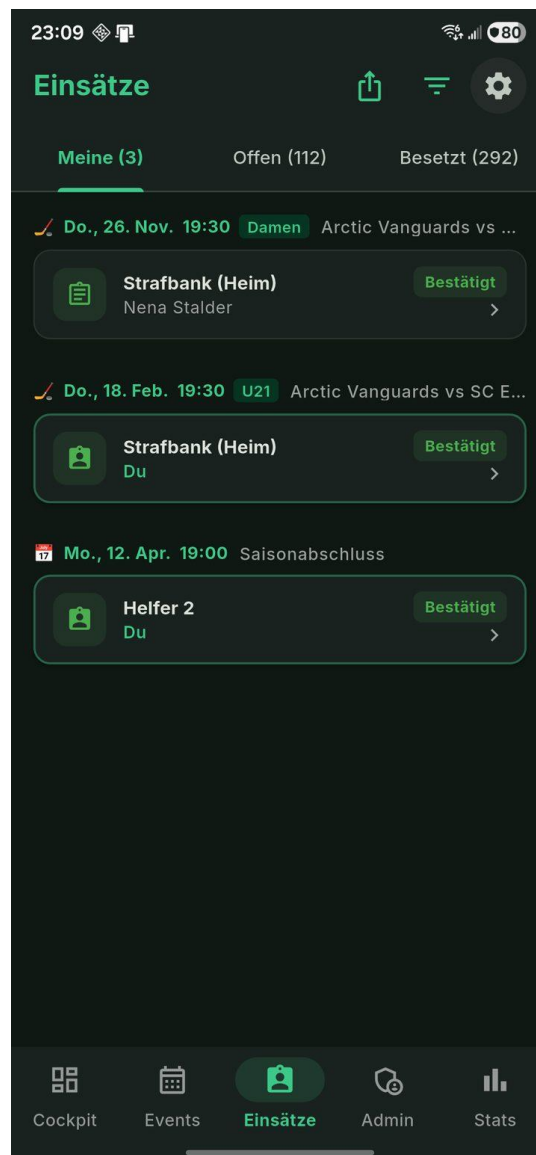 23:09 80
Einsätze
Meine (3) Offen (112) Besetzt (292)
Do., 26. Nov. 19:30 Damen Arctic Vanguards vs ...
Strafbank (Heim) Bestätigt
Nena Stalder
Do., 18. Feb. 19:30 U21 Arctic Vanguards vs SC E...
Strafbank (Heim) Bestätigt
Du
17 Mo., 12. Apr. 19:00 Saisonabschluss
Helfer 2 Bestätigt
Du
Cockpit Events Einsätze Admin Stats